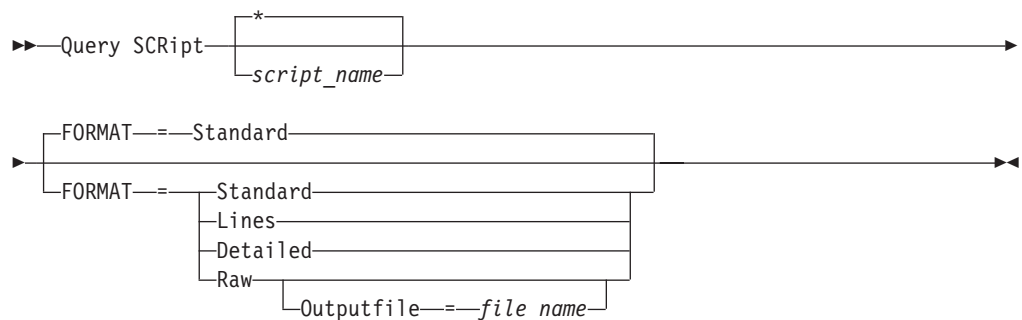 *
Query SCRipt
script_name
FORMAT = Standard
FORMAT = Standard
Lines
Detailed
Raw
Outputfile = file name